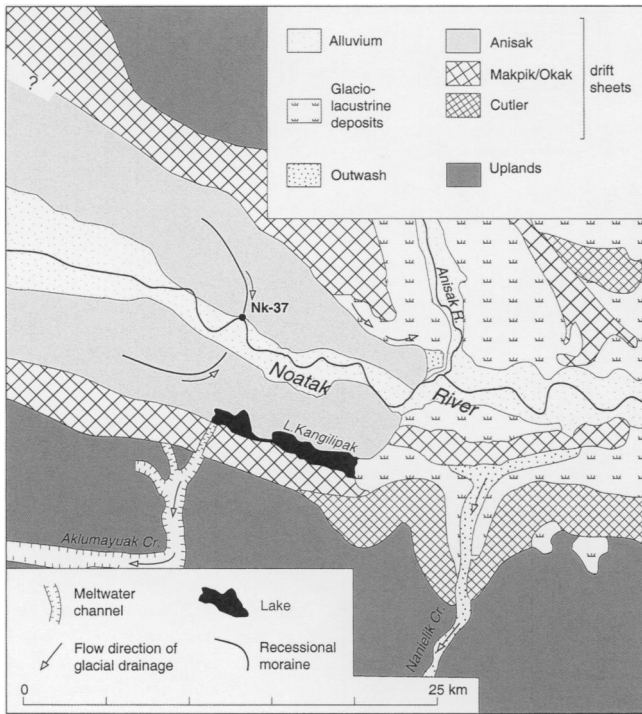 Alluvium
Glacio-
lacustrine
deposits
Outwash
Anisak
Makpik/Okak
Cutler
drift
sheets
Uplands
?
Nk-37
Anisak R.
Noatak
River
L.Kangilipak
Aklumayuak Cr.
Nanielik Cr.
Meltwater
channel
Lake
Flow direction of
glacial drainage
Recessional
moraine
0
25 km